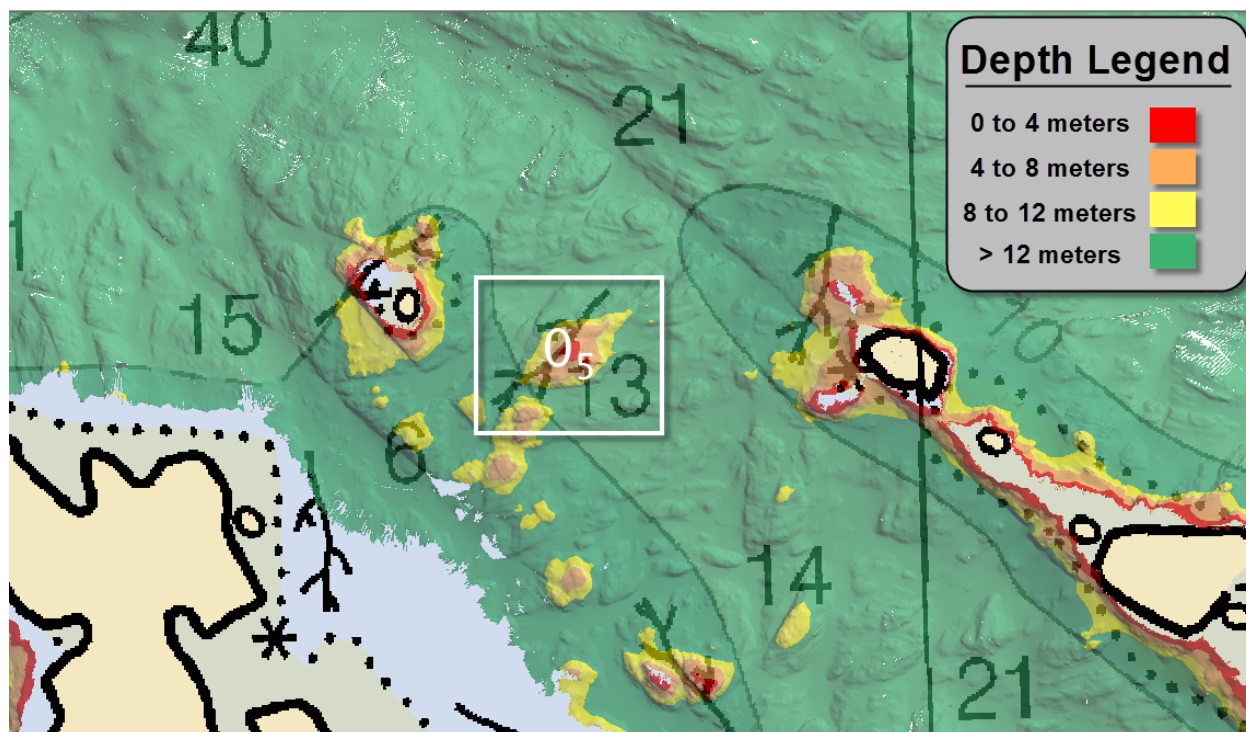 40
21
Depth Legend
0 to 4 meters
4 to 8 meters
8 to 12 meters
> 12 meters
15
0₅
13
6
14
21